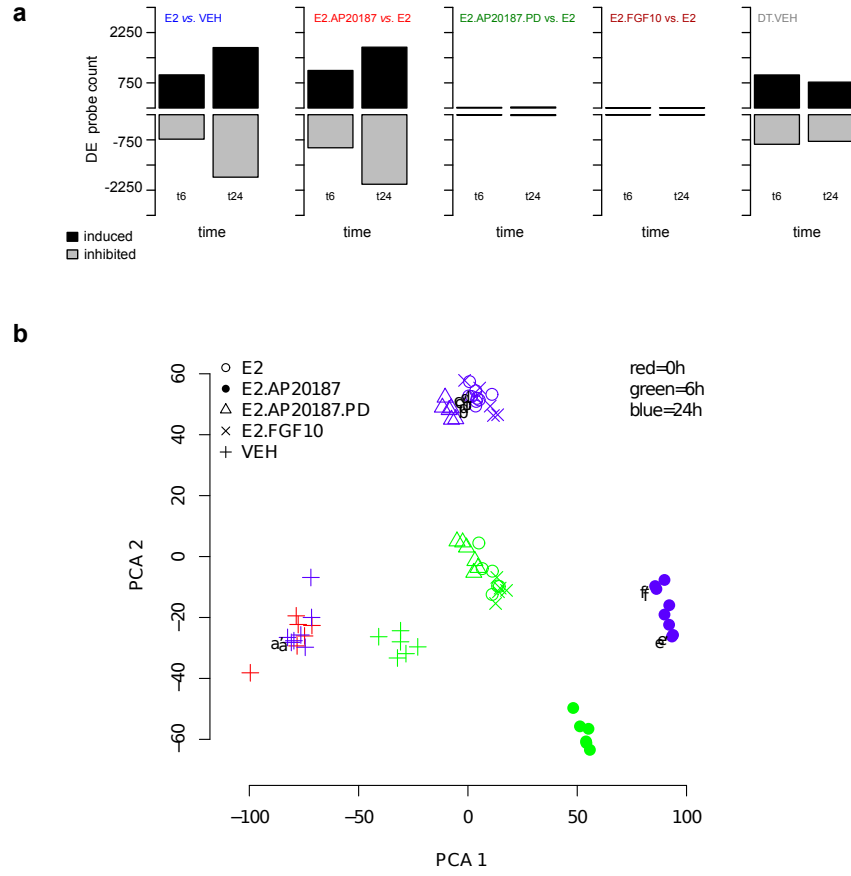 a
E2 vs. VEH
E2.AP20187 vs. E2
E2.AP20187.PD vs. E2
E2.FGF10 vs. E2
DT.VEH
DE probe count
2250
750
-750
-2250
t6 t24
t6 t24
t6 t24
t6 t24
t6 t24
time
time
time
time
time
induced
inhibited
b
E2
E2.AP20187
E2.AP20187.PD
E2.FGF10
VEH
red=0h
green=6h
blue=24h
PCA 2
60
40
20
0
−20
−40
−60
a
a
f
f
e
e
−100 −50 0 50 100
PCA 1